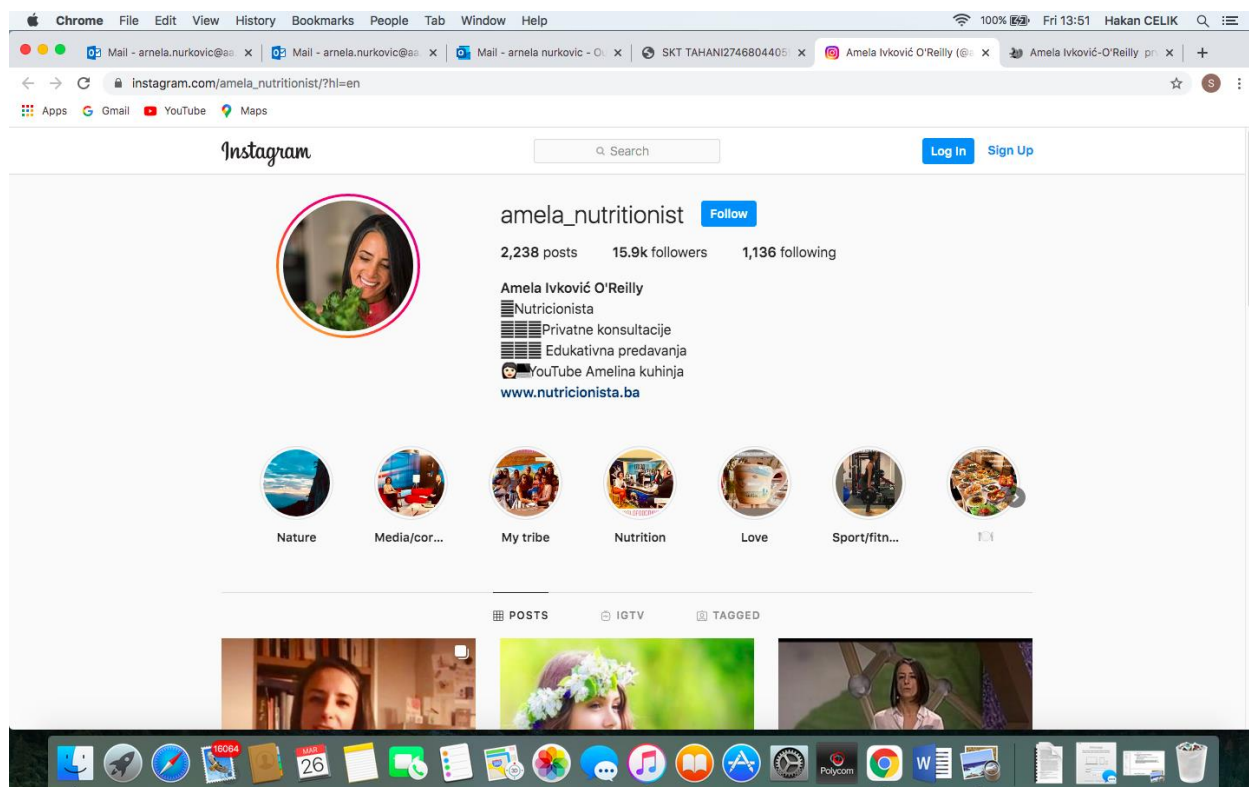 Chrome File Edit View History Bookmarks People Tab Window Help 100% Fri 13:51 Hakan CELIK
Mail - arnela.nurkovic@aa Mail - arnela.nurkovic@aa Mail - arnela nurkovic - Ou SKT TAHANI2746804405 Amela Ivković O'Reilly (@a Amela Ivković-O'Reilly prv
instagram.com/amela_nutritionist/?hl=en S
Apps Gmail YouTube Maps
Instagram Search Log In Sign Up
amela_nutritionist Follow
2,238 posts 15.9k followers 1,136 following
Amela Ivković O'Reilly
Nutricionista
Privatne konsultacije
Edukativna predavanja
YouTube Amelina kuhinja
www.nutricionista.ba
Nature Media/cor... My tribe Nutrition Love Sport/fitn...
POSTS IGTV TAGGED
16064
MAR
26
Polycom
W